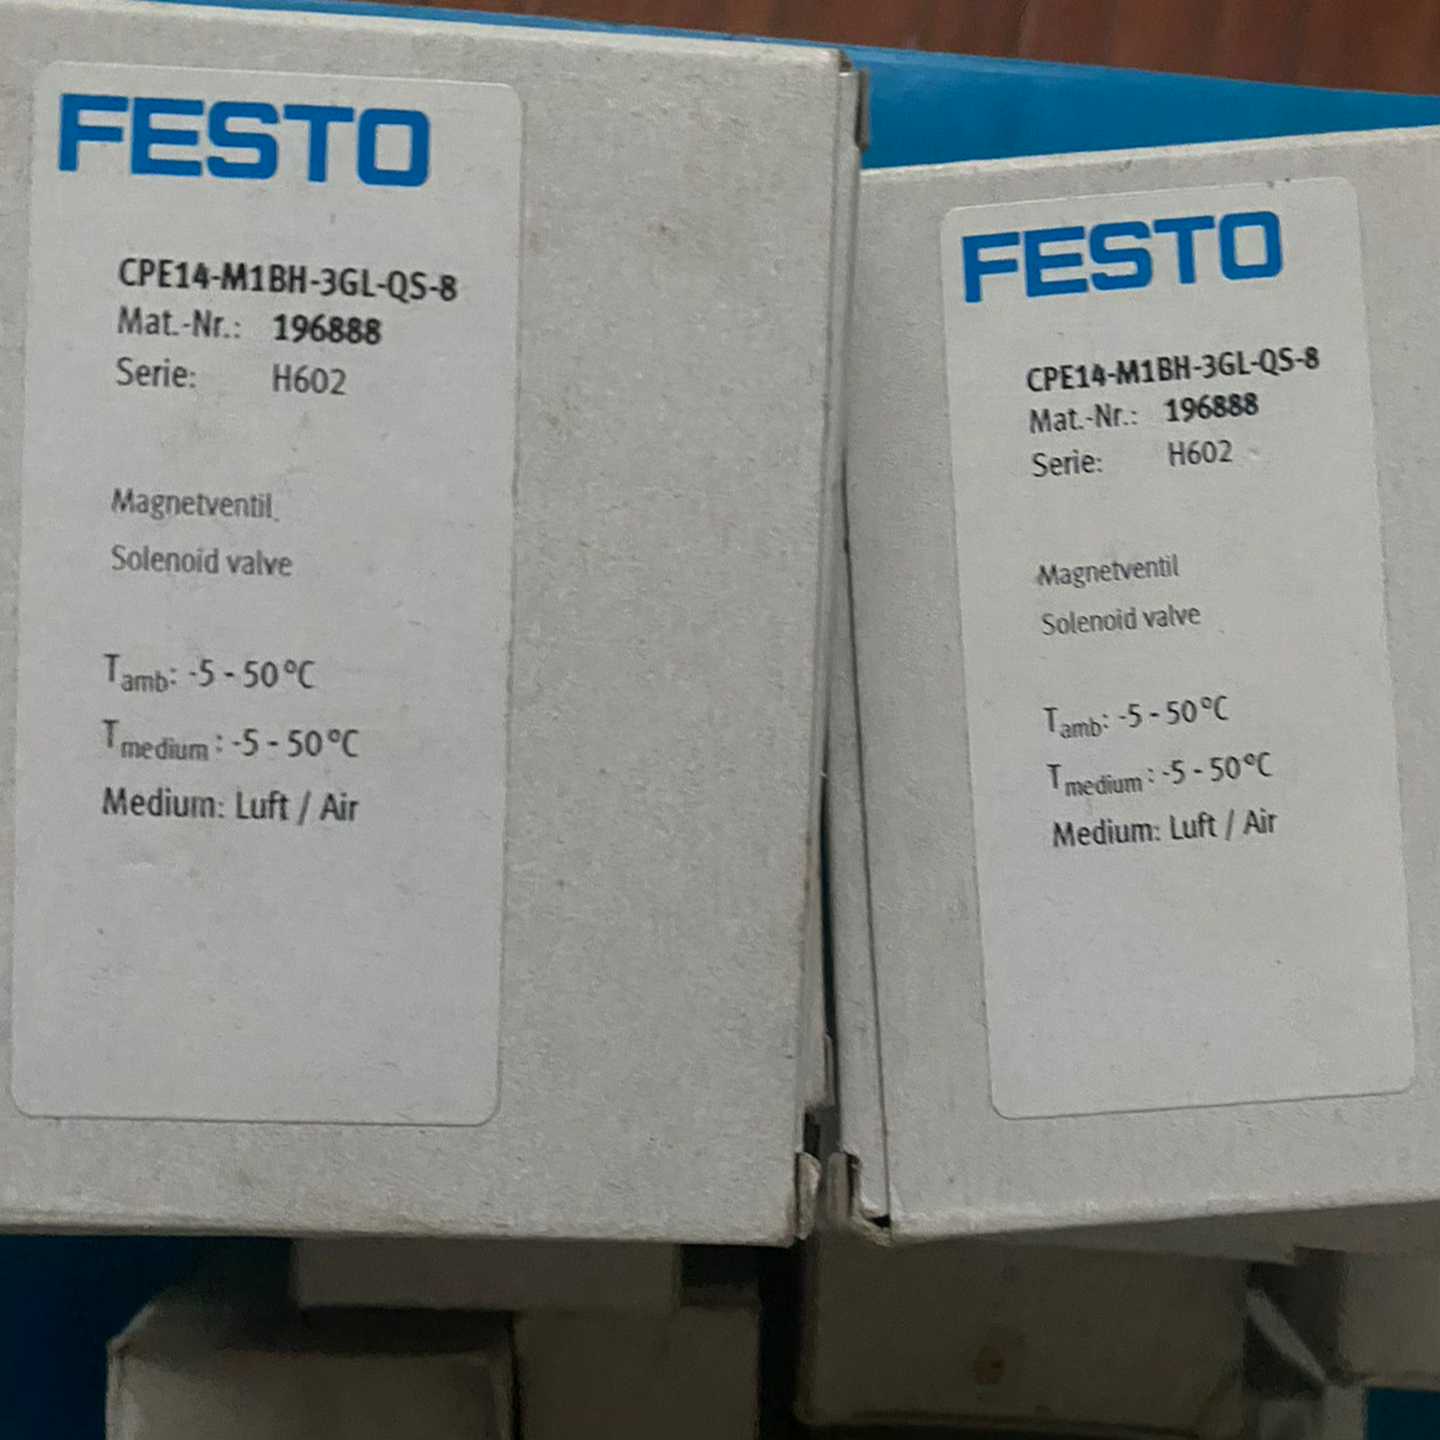 FESTO
CPE14-M1BH-3GL-QS-8
Mat.-Nr.: 196888
Serie: H602
Magnetventil
Solenoid valve
Tamb: -5 - 50 °C
Tmedium : -5 - 50 °C
Medium: Luft / Air
FESTO
CPE14-M1BH-3GL-QS-8
Mat.-Nr.: 196888
Serie: H602
Magnetventil
Solenoid valve
Tamb: -5 - 50 °C
Tmedium : -5 - 50 °C
Medium: Luft / Air